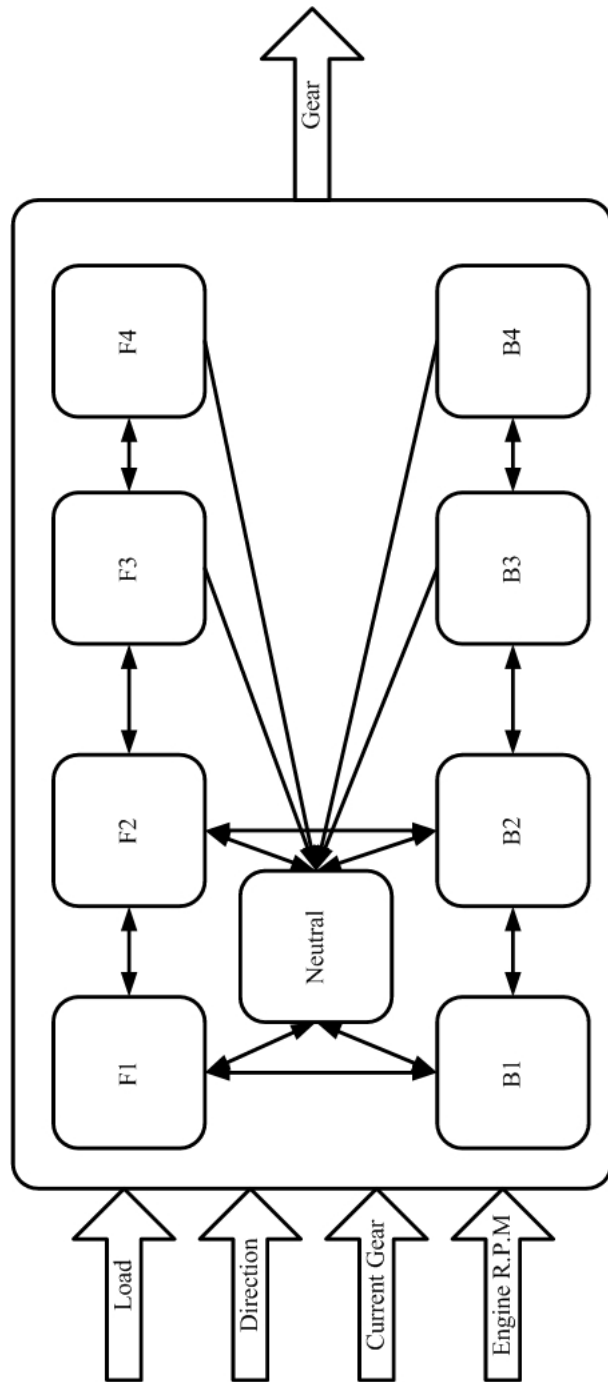 Load
Direction
Current Gear
Engine R.P.M
F1
F2
F3
F4
Neutral
B1
B2
B3
B4
Gear